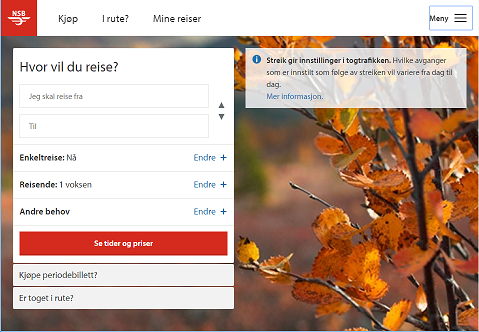 NSB
Kjøp
I rute?
Mine reiser
Meny
Hvor vil du reise?
Jeg skal reise fra
Til
Enkeltreise: Nå
Endre +
Reisende: 1 voksen
Endre +
Andre behov
Endre +
Se tider og priser
Kjøpe periodebillett?
Er toget i rute?
Streik gir innstillinger i togtrafikken. Hvilke avganger
som er innstilt som følge av streiken vil variere fra dag til
dag.
Mer informasjon.